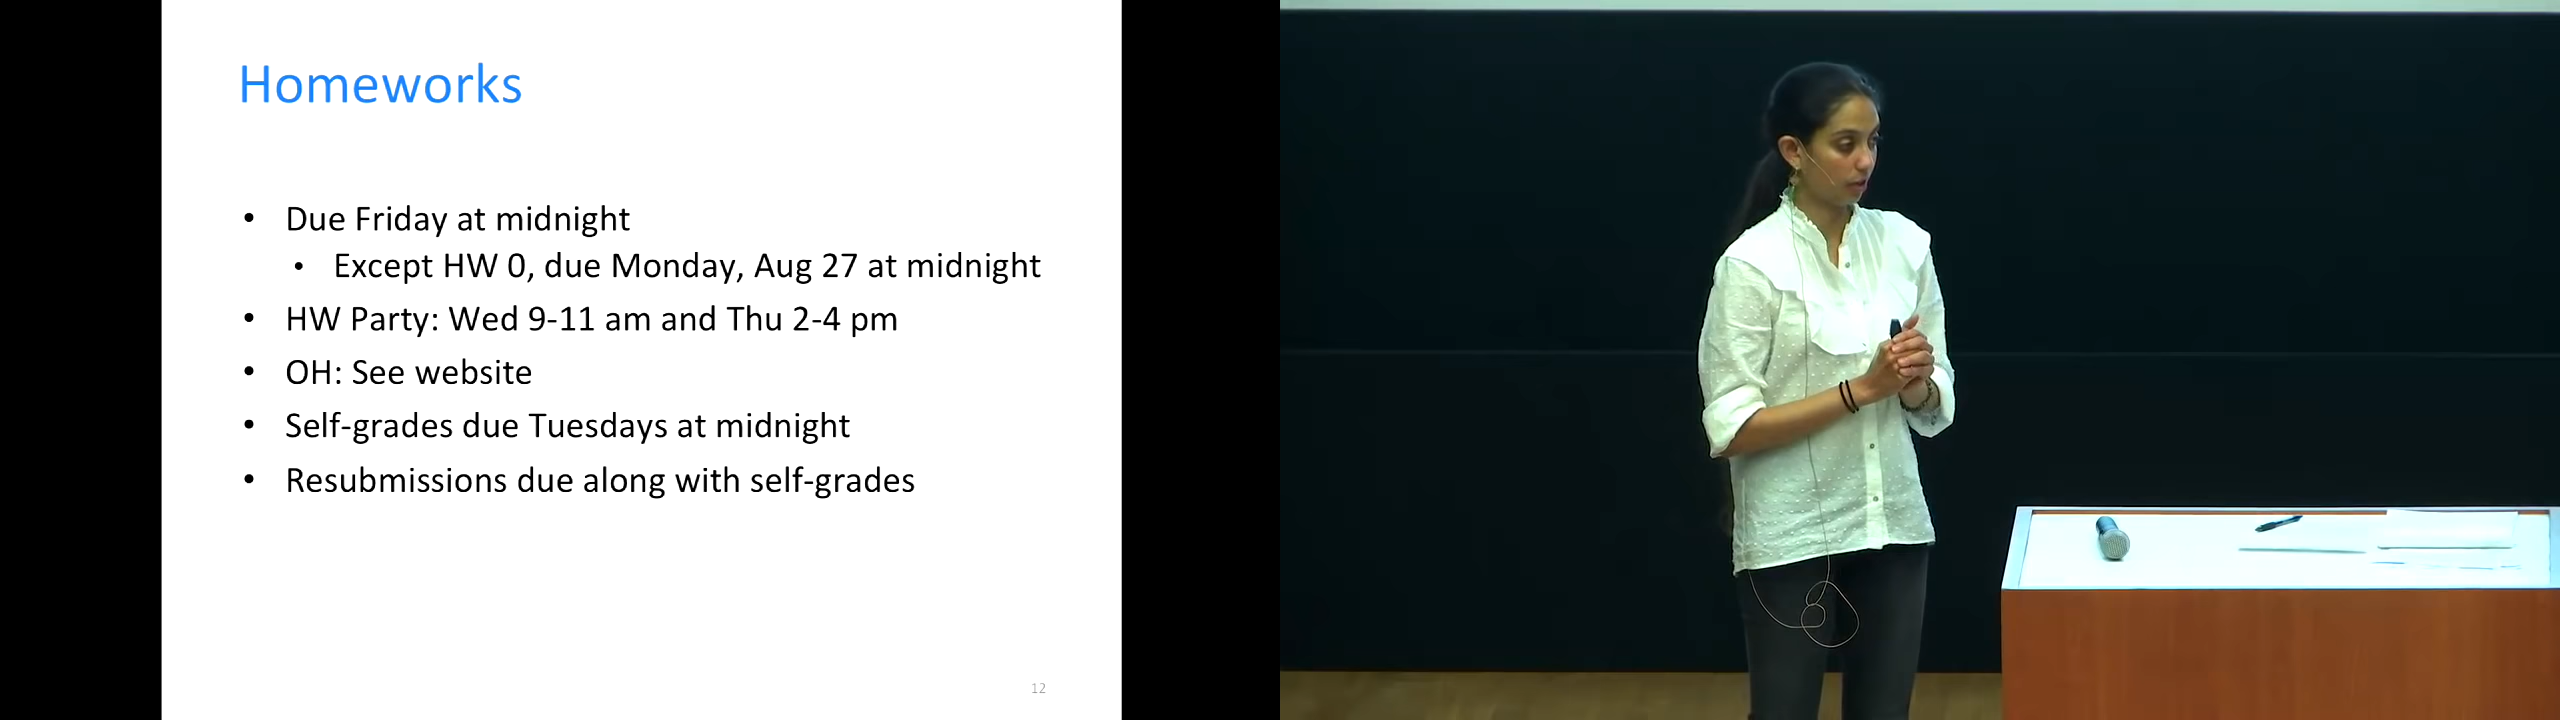 Homeworks
• Due Friday at midnight
• Except HW 0, due Monday, Aug 27 at midnight
• HW Party: Wed 9-11 am and Thu 2-4 pm
• OH: See website
• Self-grades due Tuesdays at midnight
• Resubmissions due along with self-grades
12